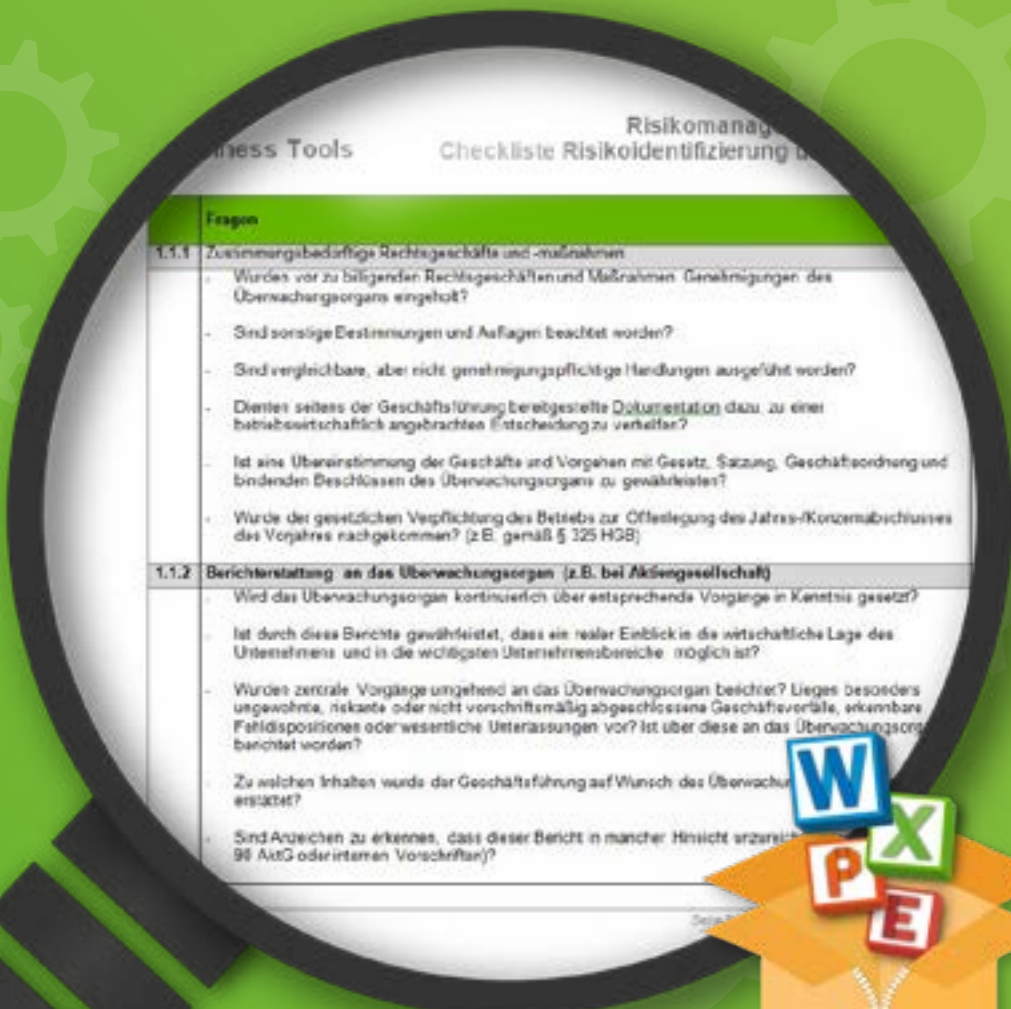 Risikomanag
iness Tools Checkliste Risikoidentifizierung u
Fragen
1.1.1 Zustimmungsbedürftige Rechtsgeschäfte und -maßnahmen
- Wurden vor zu billigenden Rechtsgeschäften und Maßnahmen Genehmigungen des
Überwachungsorgans eingeholt?
- Sind sonstige Bestimmungen und Auflagen beachtet worden?
- Sind vergleichbare, aber nicht genehmigungspflichtige Handlungen ausgeführt worden?
- Dienten seitens der Geschäftsführung bereitgestellte Dokumentation dazu, zu einer
betriebswirtschaftlich angebrachten Entscheidung zu verhelfen?
- Ist eine Übereinstimmung der Geschäfte und Vorgehen mit Gesetz, Satzung, Geschäftsordnung und
bindenden Beschlüssen des Überwachungsorgans zu gewährleisten?
- Wurde der gesetzlichen Verpflichtung des Betriebs zur Offenlegung des Jahres-/Konzernabschlusses
des Vorjahres nachgekommen? (z.B. gemäß § 325 HGB)
1.1.2 Berichterstattung an das Überwachungsorgan (z.B. bei Aktiengesellschaft)
- Wird das Überwachungsorgan kontinuierlich über entsprechende Vorgänge in Kenntnis gesetzt?
- Ist durch diese Berichte gewährleistet, dass ein realer Einblick in die wirtschaftliche Lage des
Unternehmens und in die wichtigsten Unternehmensbereiche möglich ist?
- Wurden zentrale Vorgänge umgehend an das Überwachungsorgan berichtet? Liegen besonders
ungewohnte, riskante oder nicht vorschriftsmäßig abgeschlossene Geschäftsvorfälle, erkennbare
Fehldispositionen oder wesentliche Unterlassungen vor? Ist über diese an das Überwachungsorg
berichtet worden?
- Zu welchen Inhalten wurde der Geschäftsführung auf Wunsch des Überwachu
erstattet?
- Sind Anzeichen zu erkennen, dass dieser Bericht in mancher Hinsicht unzureich
90 AktG oder internen Vorschriften)?
Seite
W
X
P
E